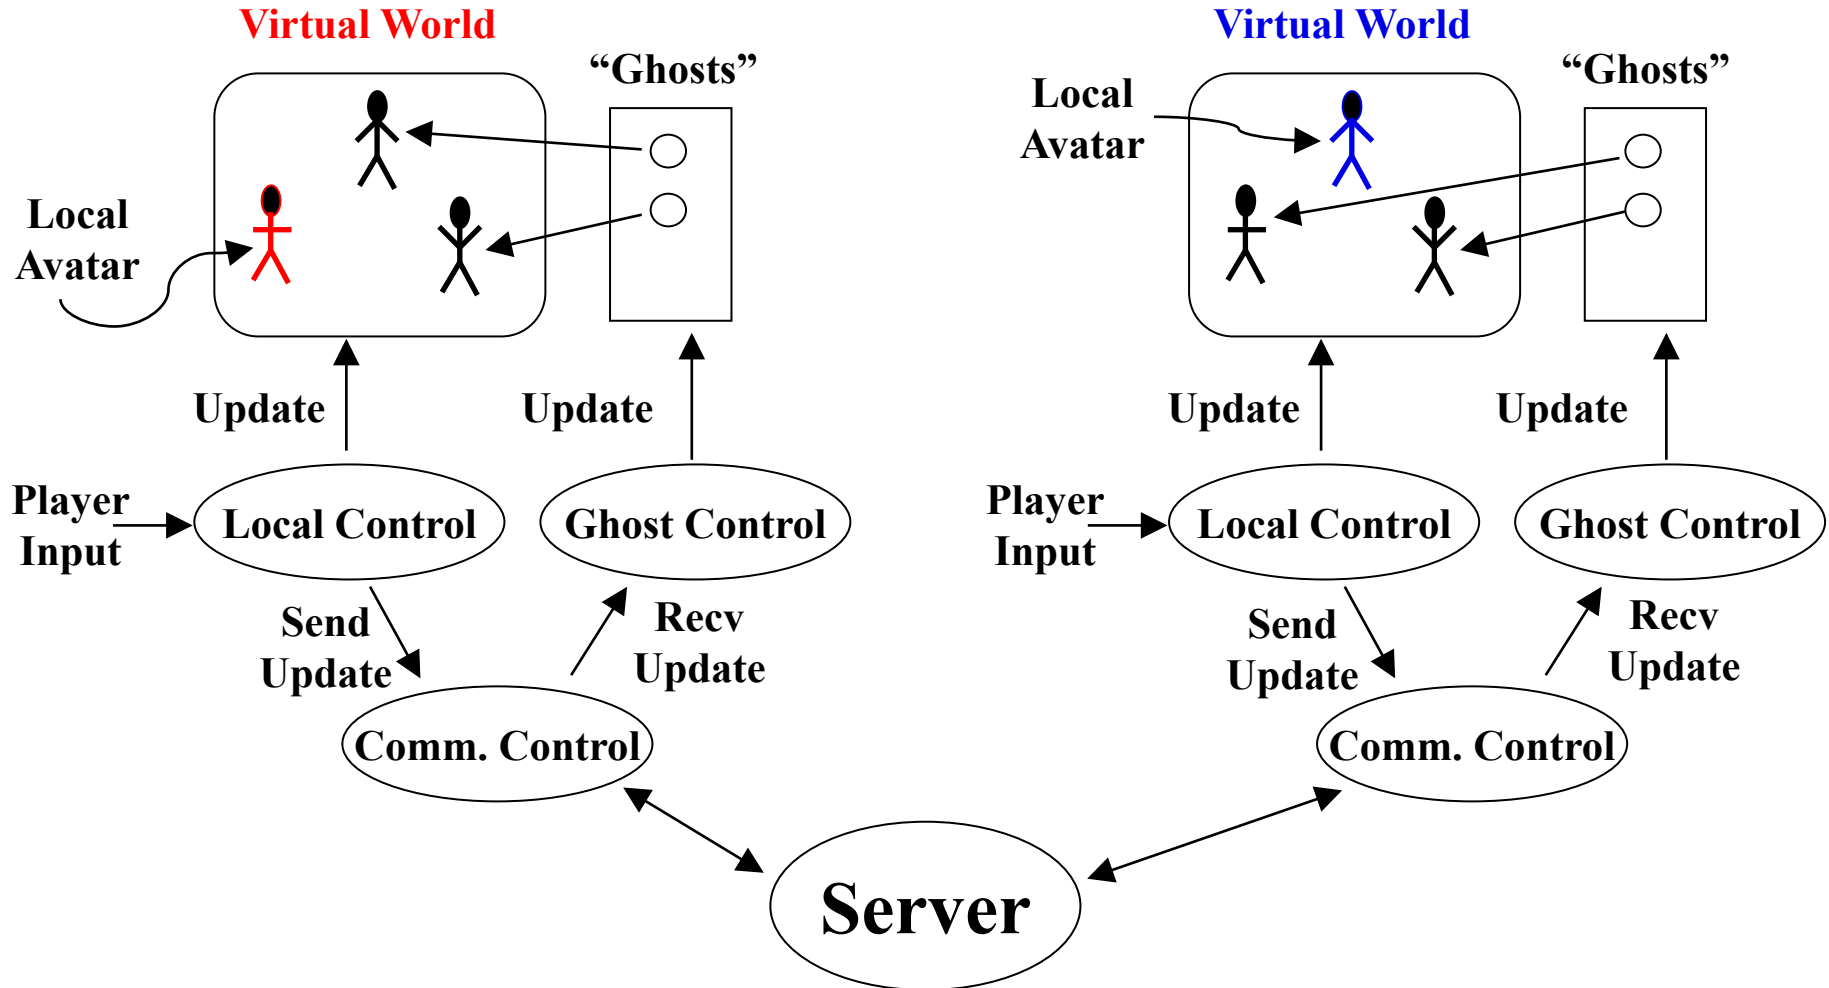 Virtual World
“Ghosts”
Local
Avatar
Update
Update
Player
Input
Local Control
Ghost Control
Send
Update
Recv
Update
Comm. Control
Virtual World
“Ghosts”
Local
Avatar
Update
Update
Player
Input
Local Control
Ghost Control
Send
Update
Recv
Update
Comm. Control
Server